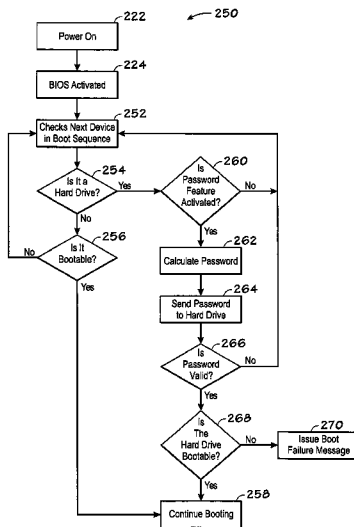 250
222
Power On
224
BIOS Activated
252
Checks Next Device
in Boot Sequence
254
Is It a
Hard Drive?
Yes
No
260
Is
Password
Feature
Activated?
No
Yes
256
Is It
Bootable?
No
Yes
262
Calculate Password
264
Send Password
to Hard Drive
266
Is
Password
Valid?
No
Yes
268
Is
The
Hard Drive
Bootable?
No
Yes
270
Issue Boot
Failure Message
258
Continue Booting